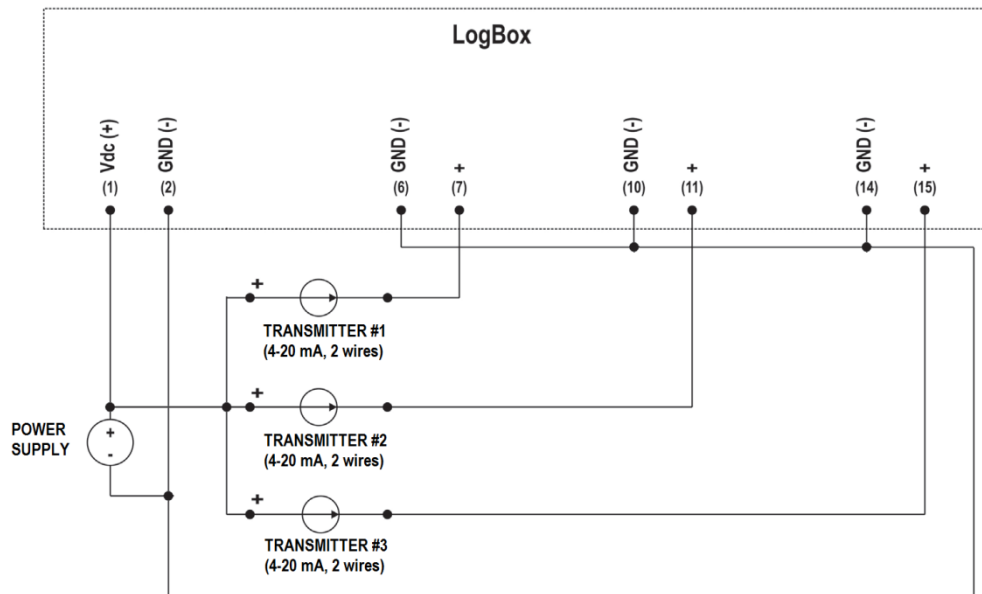 LogBox
Vdc (+)
(1)
GND (-)
(2)
GND (-)
(6)
+
(7)
GND (-)
(10)
+
(11)
GND (-)
(14)
+
(15)
+
TRANSMITTER #1
(4-20 mA, 2 wires)
+
TRANSMITTER #2
(4-20 mA, 2 wires)
POWER
SUPPLY
+
-
+
TRANSMITTER #3
(4-20 mA, 2 wires)